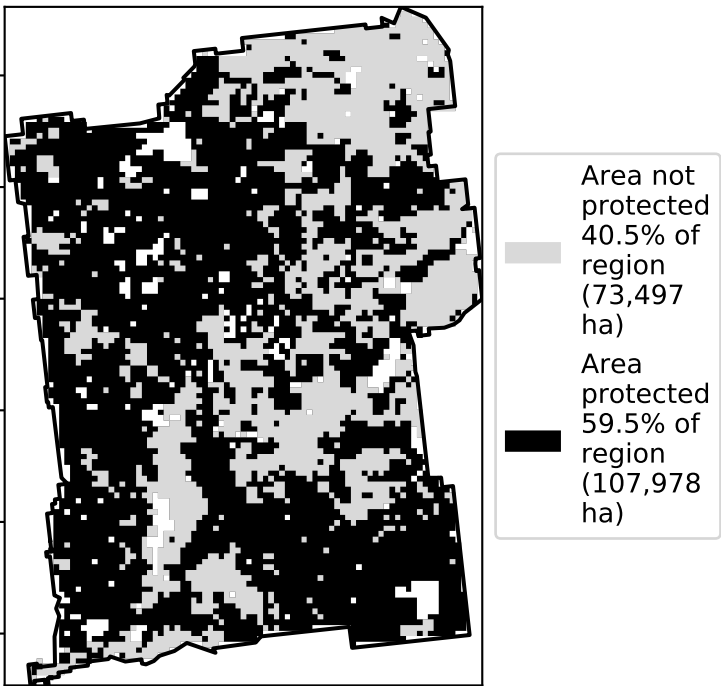 Area not
protected
40.5% of
region
(73,497
ha)
Area
protected
59.5% of
region
(107,978
ha)